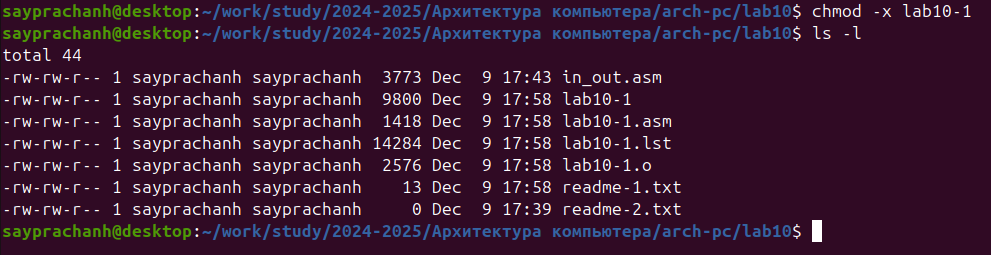 sayprachanh@desktop:~/work/study/2024-2025/Архитектура компьютера/arch-pc/lab10$ chmod -x lab10-1
sayprachanh@desktop:~/work/study/2024-2025/Архитектура компьютера/arch-pc/lab10$ ls -l
total 44
-rw-rw-r-- 1 sayprachanh sayprachanh  3773 Dec  9 17:43 in_out.asm
-rw-rw-r-- 1 sayprachanh sayprachanh  9800 Dec  9 17:58 lab10-1
-rw-rw-r-- 1 sayprachanh sayprachanh  1418 Dec  9 17:58 lab10-1.asm
-rw-rw-r-- 1 sayprachanh sayprachanh 14284 Dec  9 17:58 lab10-1.lst
-rw-rw-r-- 1 sayprachanh sayprachanh  2576 Dec  9 17:58 lab10-1.o
-rw-rw-r-- 1 sayprachanh sayprachanh    13 Dec  9 17:58 readme-1.txt
-rw-rw-r-- 1 sayprachanh sayprachanh     0 Dec  9 17:39 readme-2.txt
sayprachanh@desktop:~/work/study/2024-2025/Архитектура компьютера/arch-pc/lab10$